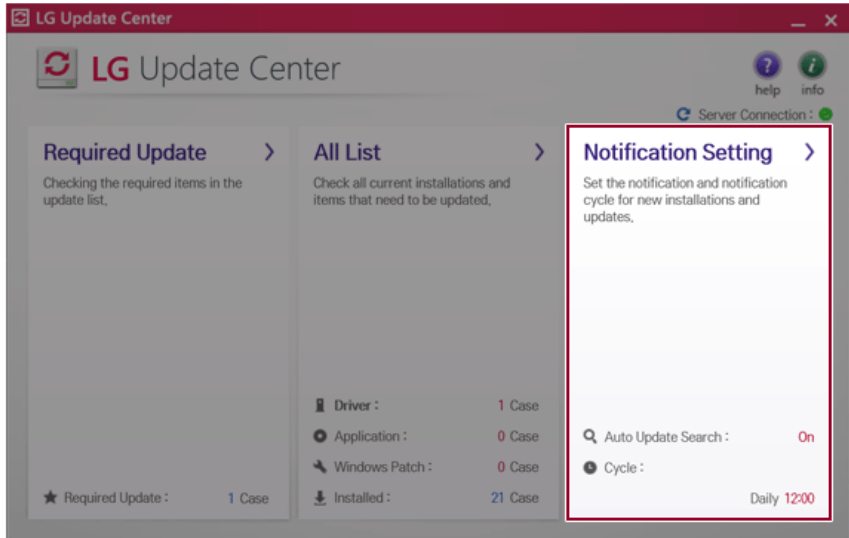 LG Update Center
LG Update Center
help
info
Server Connection :
Required Update
Checking the required items in the
update list,
Required Update : 1 Case
All List
Check all current installations and
items that need to be updated,
Driver : 1 Case
Application : 0 Case
Windows Patch : 0 Case
Installed : 21 Case
Notification Setting
Set the notification and notification
cycle for new installations and
updates,
Auto Update Search : On
Cycle :
Daily 12:00